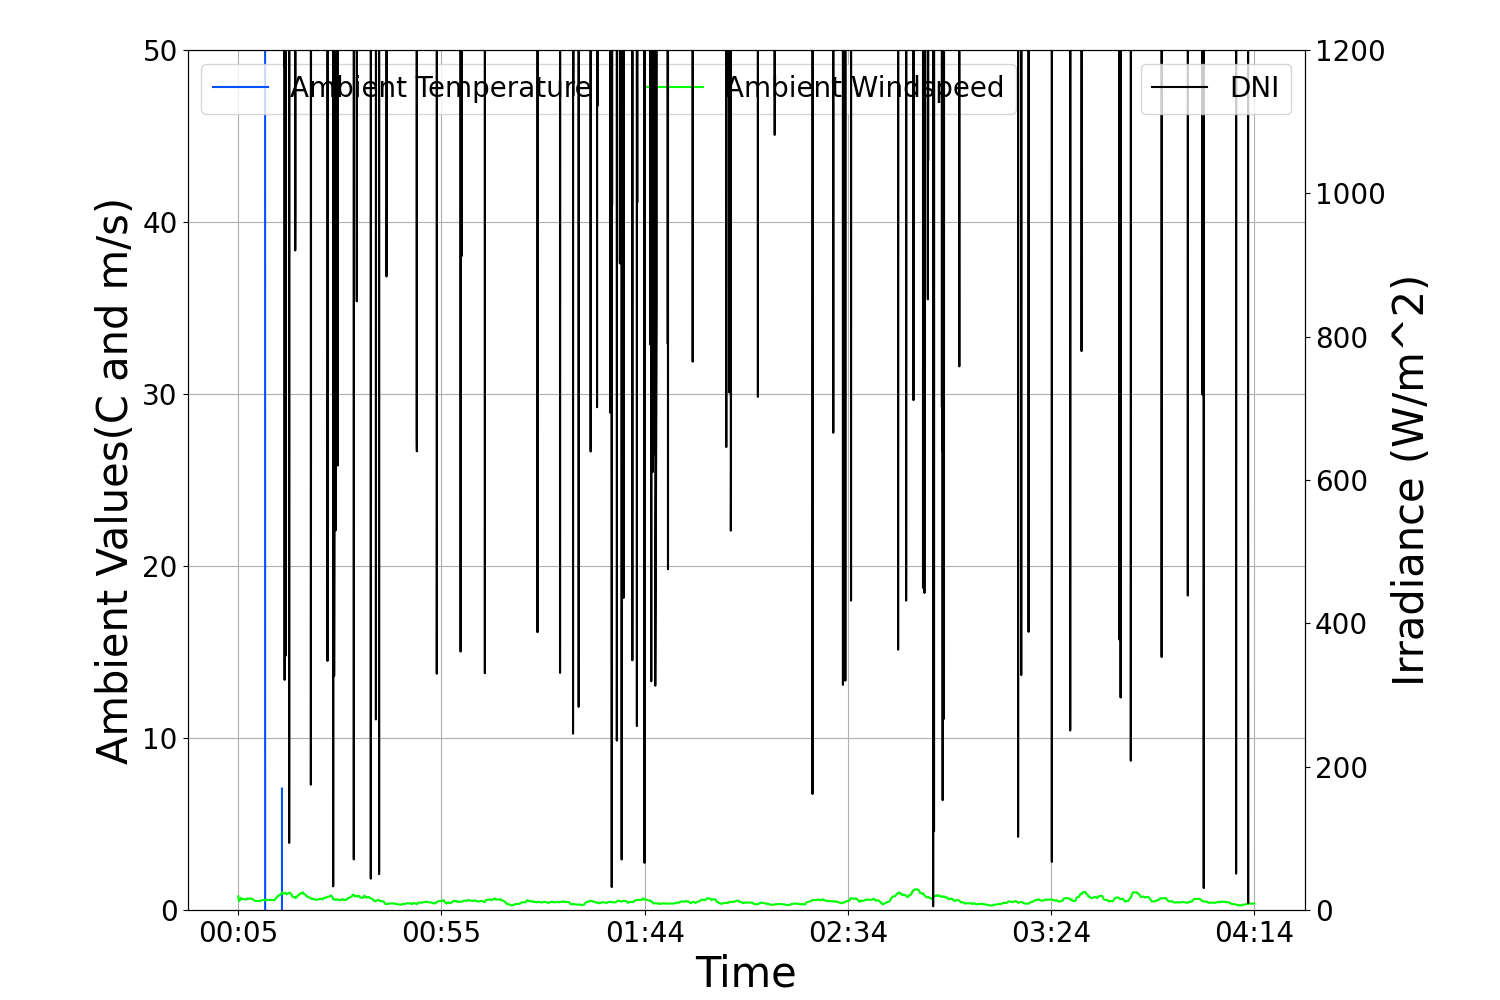 Ambient Temperature
Ambient Windspeed
DNI
50
40
30
20
10
0
1200
1000
800
600
400
200
0
Ambient Values(C and m/s)
Irradiance (W/m^2)
00:05 00:55 01:44 02:34 03:24 04:14
Time